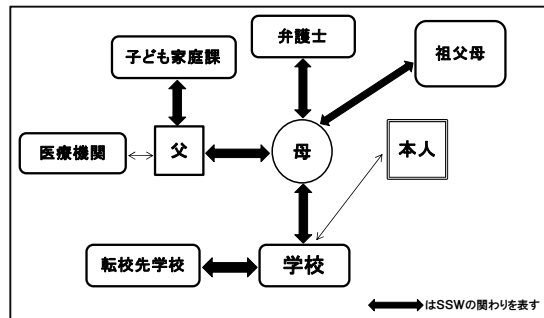 弁護士
子ども家庭課
祖父母
医療機関
父
母
本人
転校先学校
学校
はSSWの関わりを表す